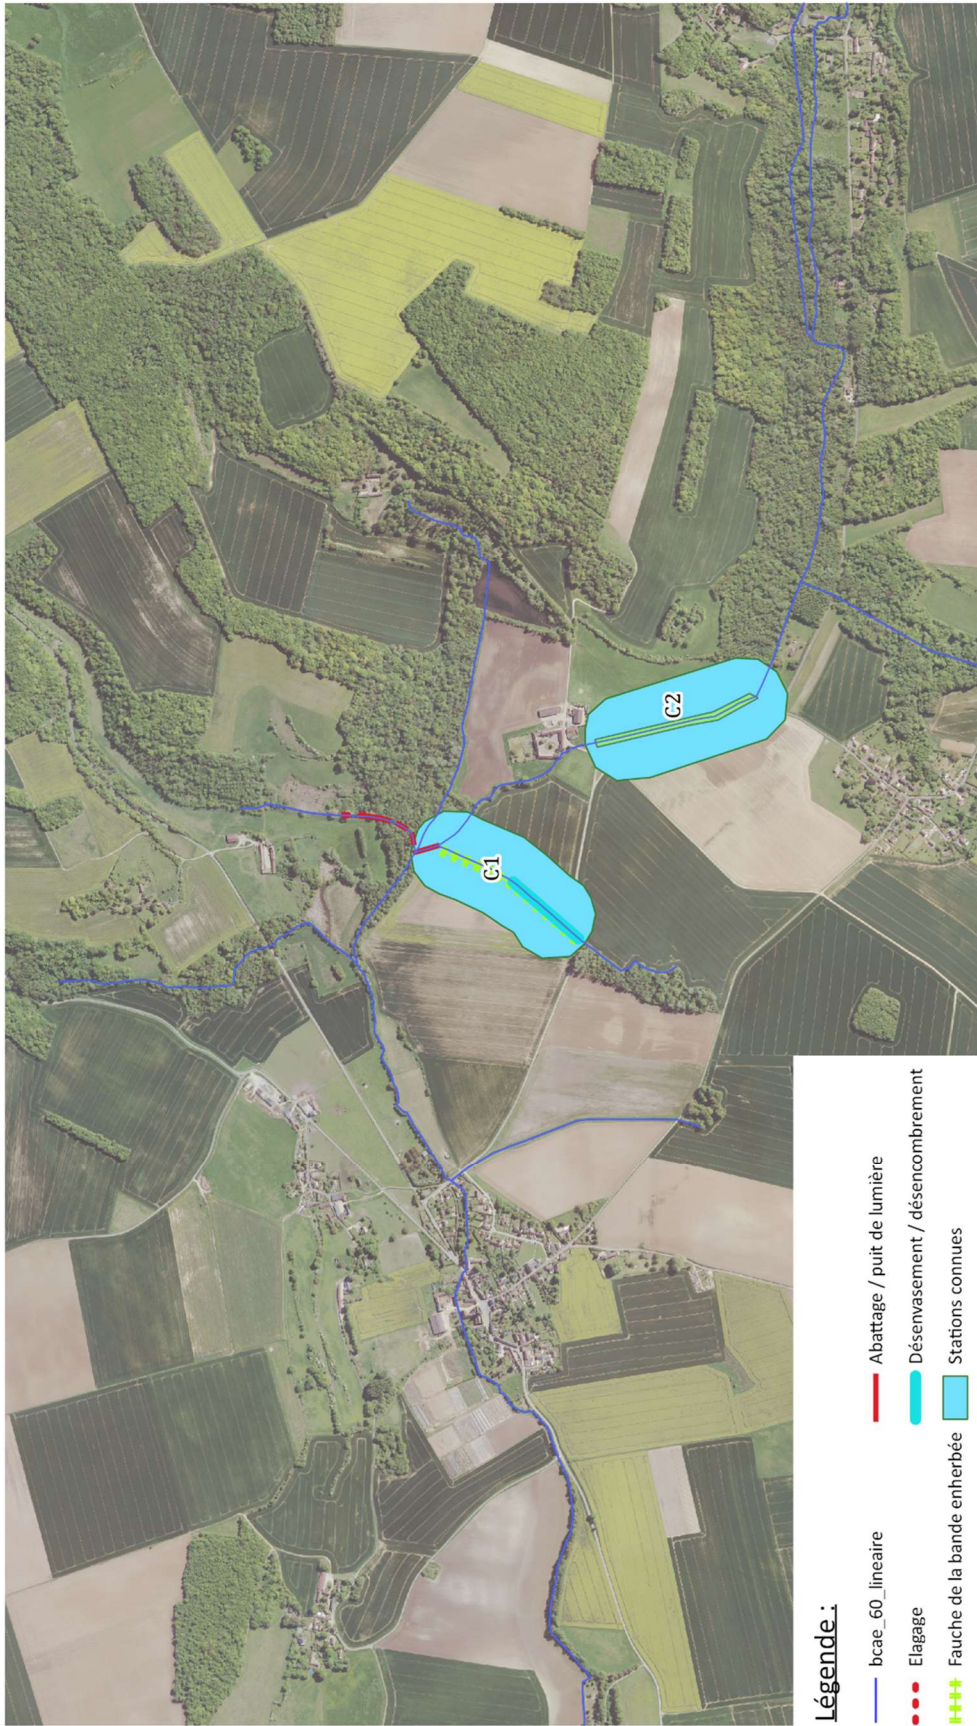 C1
C2
Légende :
bcae_60_lineaire
Elagage
Fauche de la bande enherbée
Abattage / puit de lumière
Désenvasement / désencombrement
Stations connues